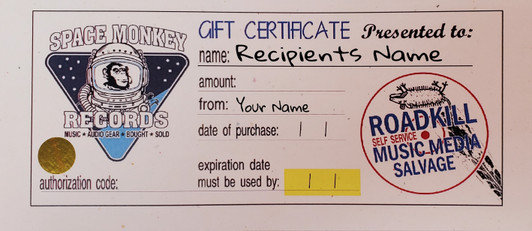 SPACE MONKEY
RECORDS
MUSIC ★ AUDIO GEAR ★ BOUGHT ★ SOLD
authorization code:
GIFT CERTIFICATE Presented to:
name: Recipients Name
amount:
from: Your Name
date of purchase: | |
expiration date
must be used by: | |
ROADKILL
SELF SERVICE
MUSIC MEDIA
SALVAGE